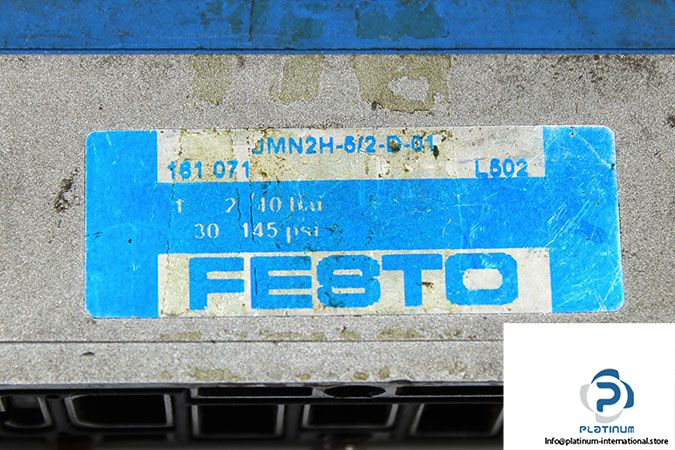 JMN2H-5/2-D-01
161 071 L502
1 2 10 bar
30 145 psi
FESTO
PLATINUM
Info@platinum-international.store